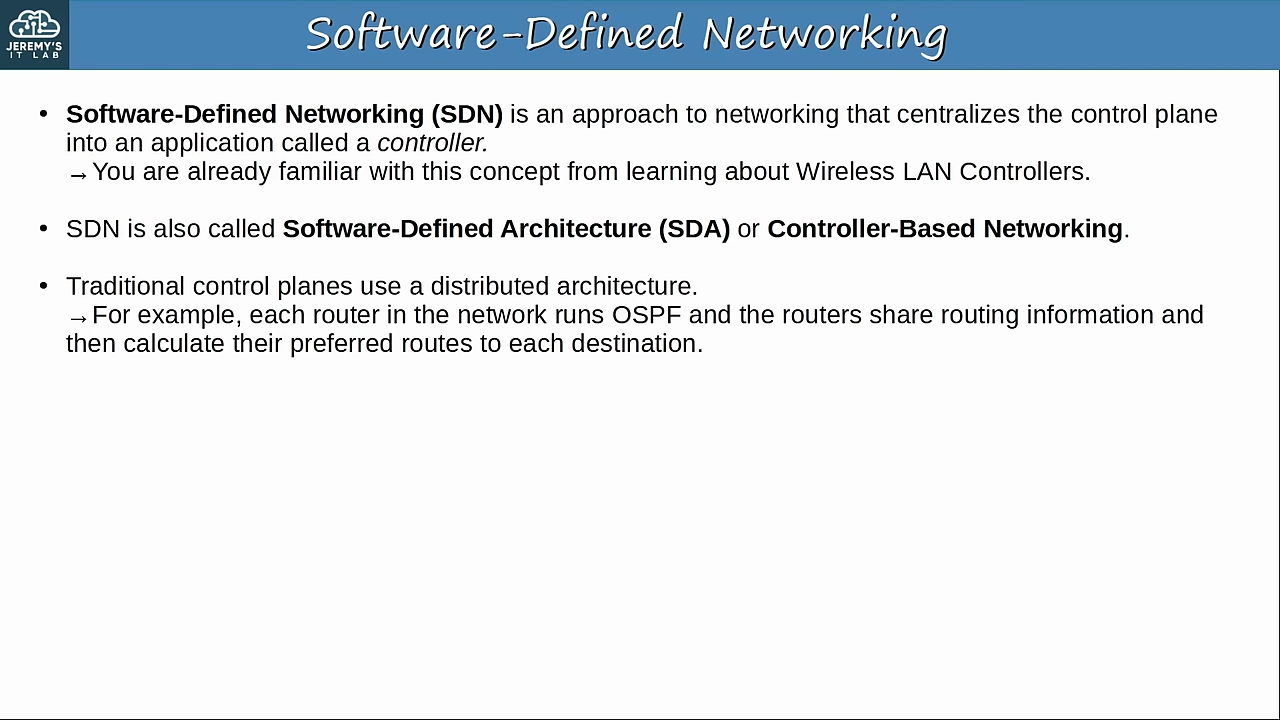 JEREMY'S
IT LAB
Software-Defined Networking
• Software-Defined Networking (SDN) is an approach to networking that centralizes the control plane
into an application called a controller.
→You are already familiar with this concept from learning about Wireless LAN Controllers.
• SDN is also called Software-Defined Architecture (SDA) or Controller-Based Networking.
• Traditional control planes use a distributed architecture.
→For example, each router in the network runs OSPF and the routers share routing information and
then calculate their preferred routes to each destination.